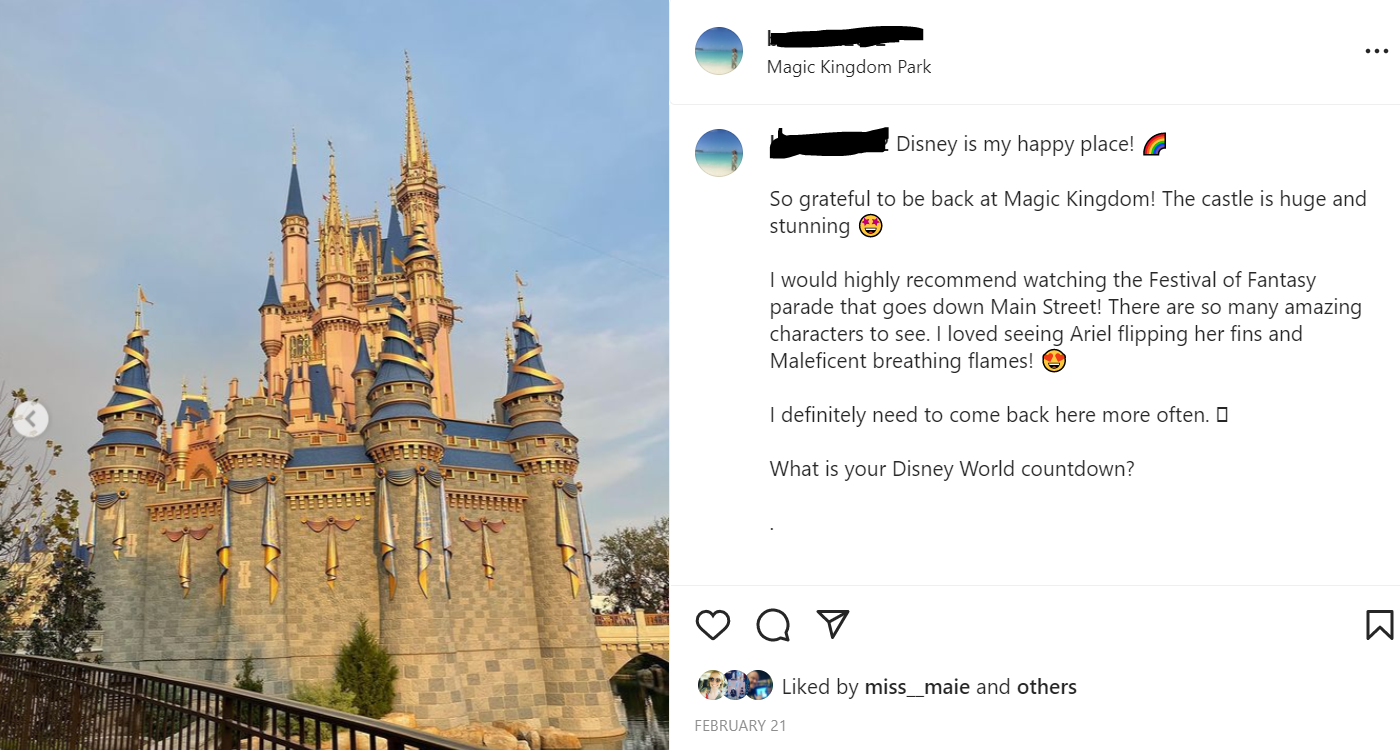 Magic Kingdom Park
Disney is my happy place! 🌈
So grateful to be back at Magic Kingdom! The castle is huge and
stunning 🤩
I would highly recommend watching the Festival of Fantasy
parade that goes down Main Street! There are so many amazing
characters to see. I loved seeing Ariel flipping her fins and
Maleficent breathing flames! 😍
I definitely need to come back here more often. 
What is your Disney World countdown?
.
Liked by miss__maie and others
FEBRUARY 21